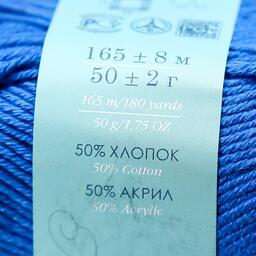 165 ± 8 м
50 ± 2 г
165 m/180 yards
50 g/1,75 OZ
50% ХЛОПОК
50% Cotton
50% АКРИЛ
50% Acrylic